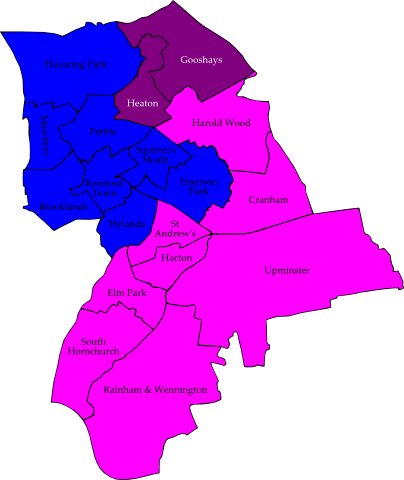 Gooshays
Havering Park
Heaton
Mawneys
Harold Wood
Pettits
Squirrel's
Heath
Emerson
Park
Romford
Town
Cranham
Brooklands
Hylands
St
Andrew's
Hacton
Upminster
Elm Park
South
Hornchurch
Rainham & Wennington